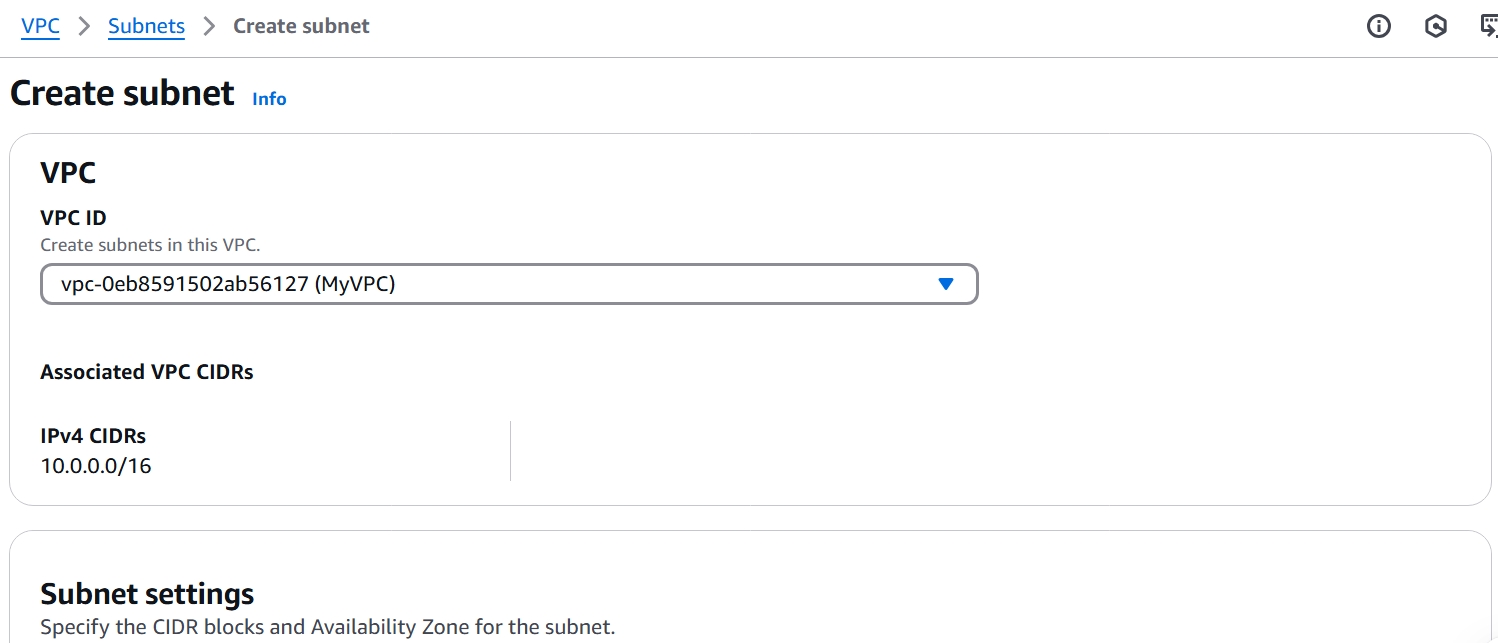 VPC > Subnets > Create subnet
Create subnet Info
VPC
VPC ID
Create subnets in this VPC.
vpc-0eb8591502ab56127 (MyVPC)
Associated VPC CIDRs
IPv4 CIDRs
10.0.0.0/16
Subnet settings
Specify the CIDR blocks and Availability Zone for the subnet.